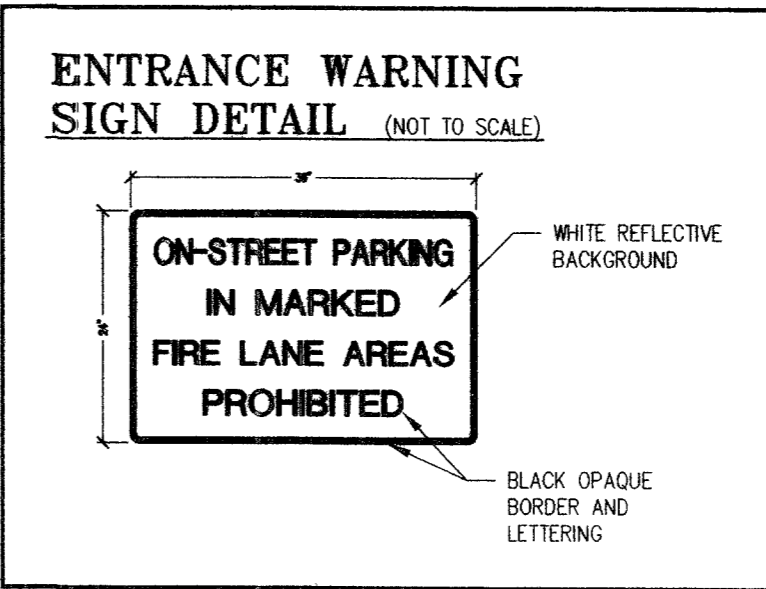 ENTRANCE WARNING
SIGN DETAIL (NOT TO SCALE)
ON-STREET PARKING
IN MARKED
FIRE LANE AREAS
PROHIBITED
WHITE REFLECTIVE
BACKGROUND
24"
BLACK OPAQUE
BORDER AND
LETTERING